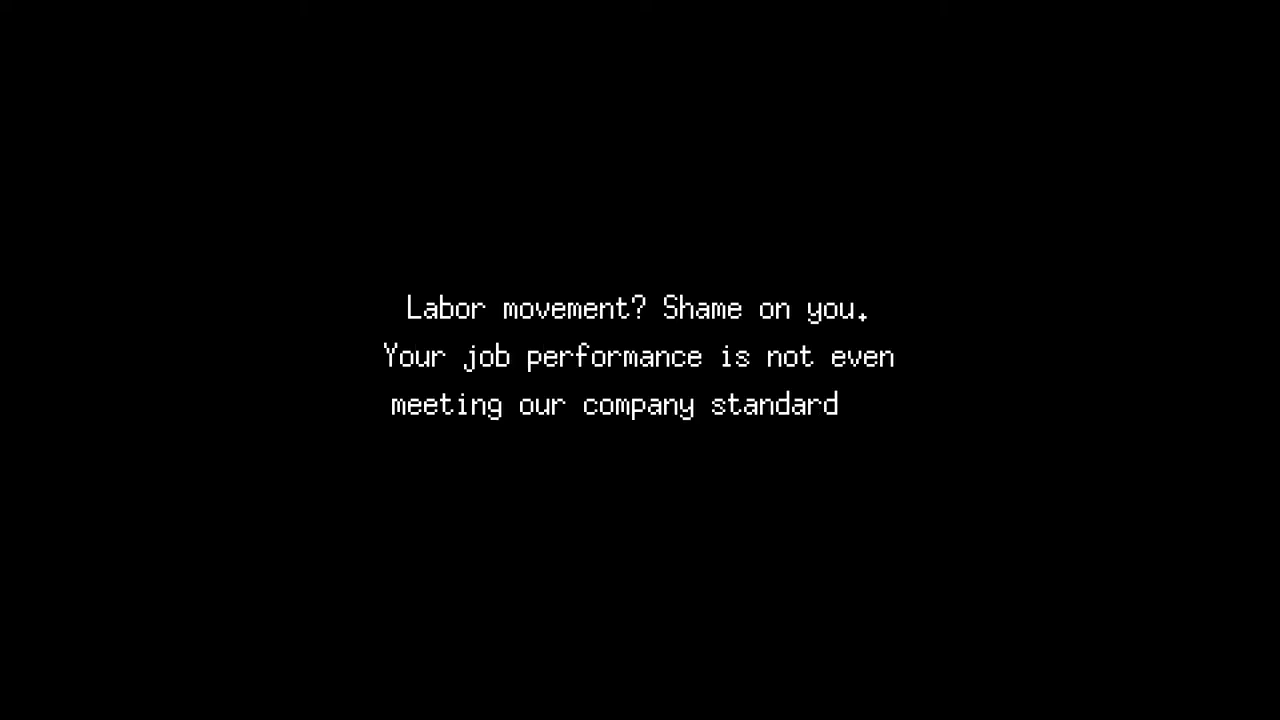 Labor movement? Shame on you.
Your job performance is not even
meeting our company standard